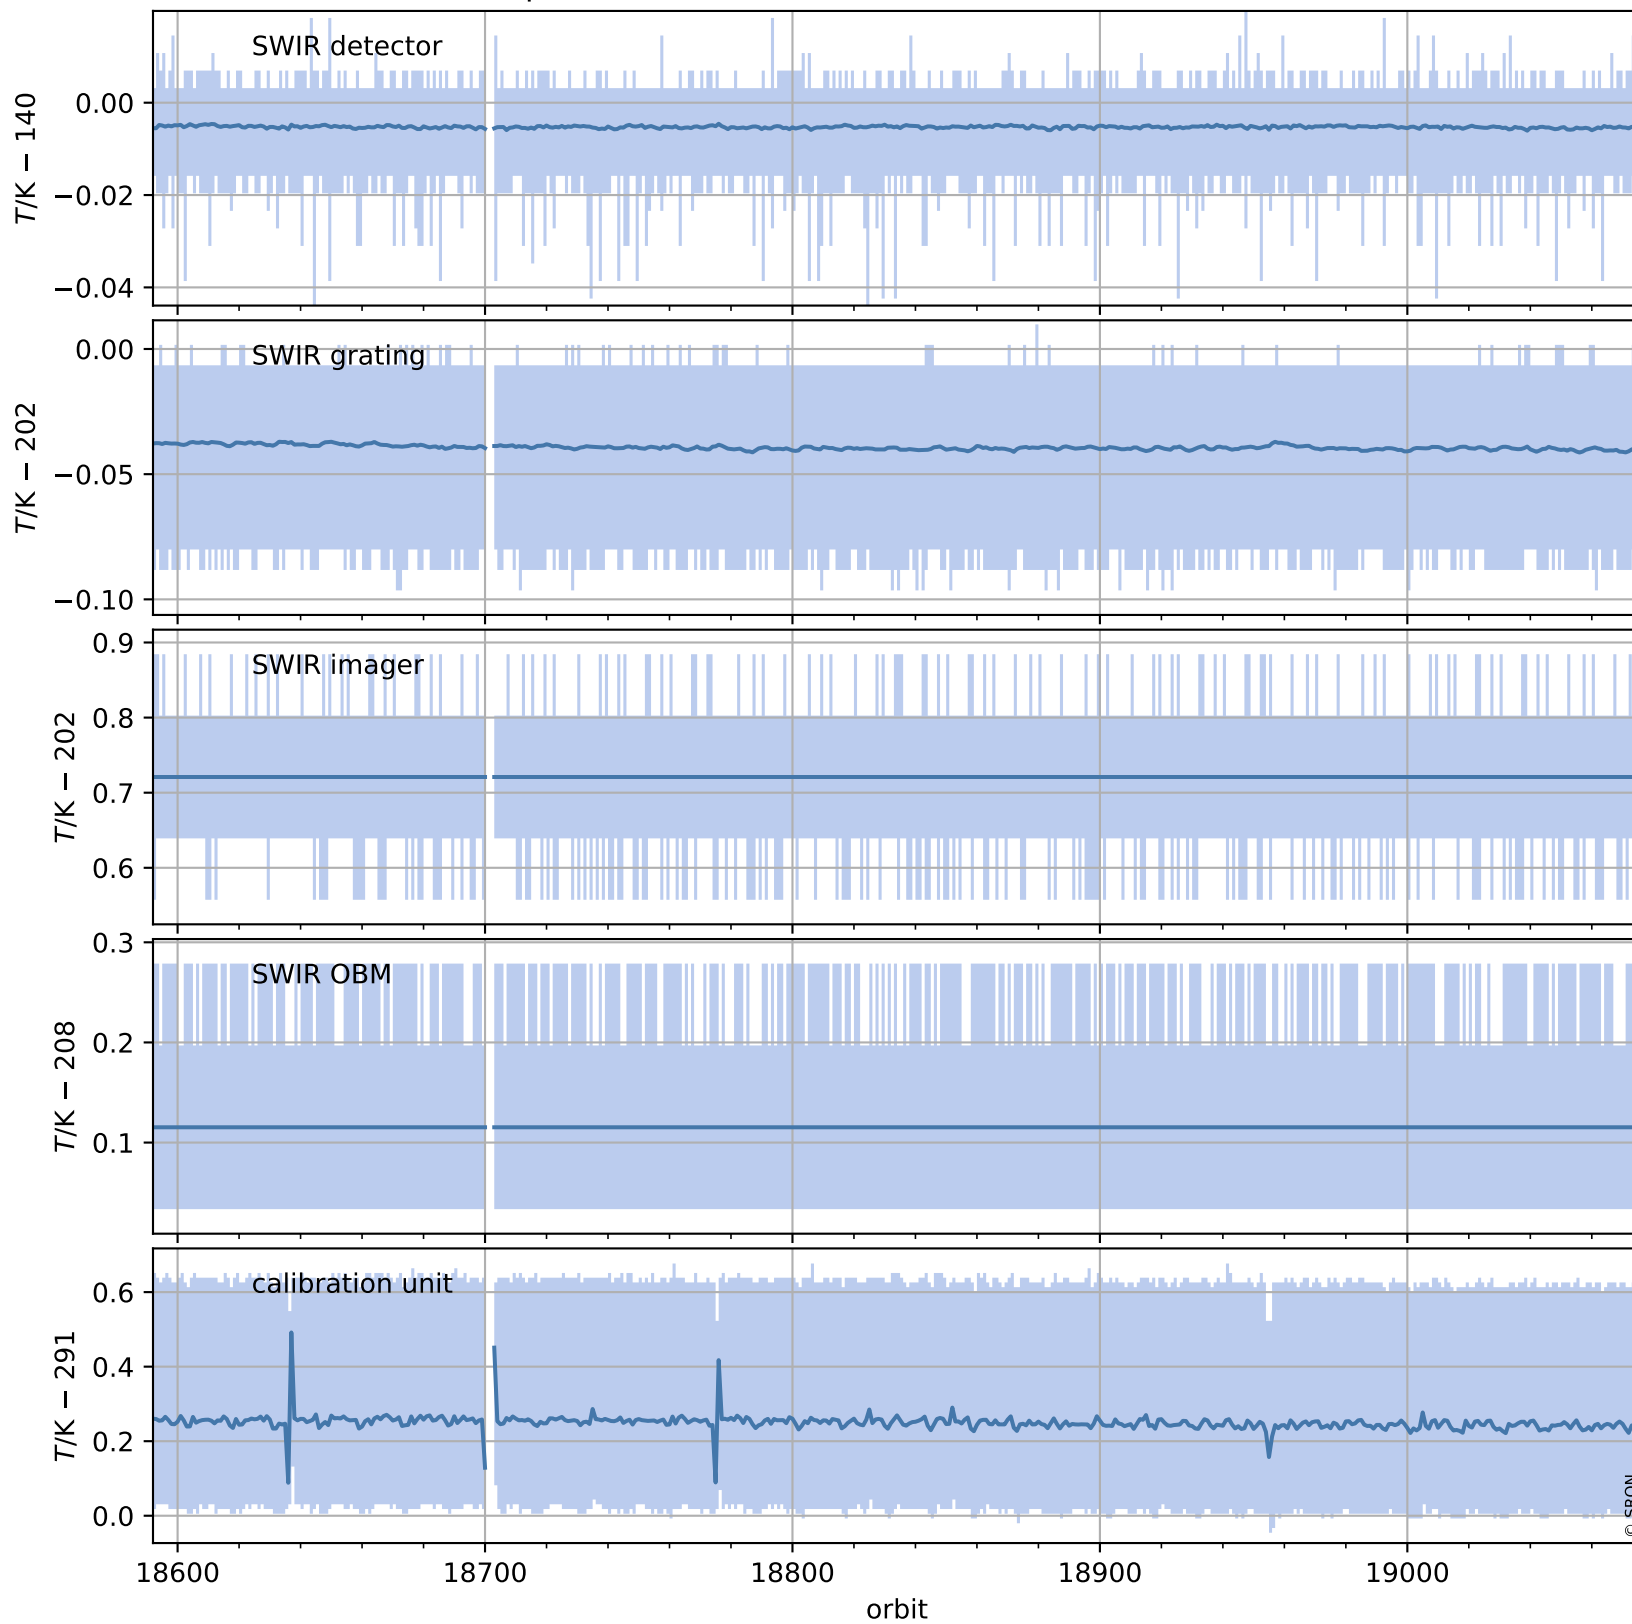 SWIR detector
0.00
−0.02
−0.04
T/K − 140
SWIR grating
0.00
−0.05
−0.10
T/K − 202
SWIR imager
0.9
0.8
0.7
0.6
T/K − 202
SWIR OBM
0.3
0.2
0.1
T/K − 208
calibration unit
0.6
0.4
0.2
0.0
T/K − 291
18600 18700 18800 18900 19000
orbit
© SRON